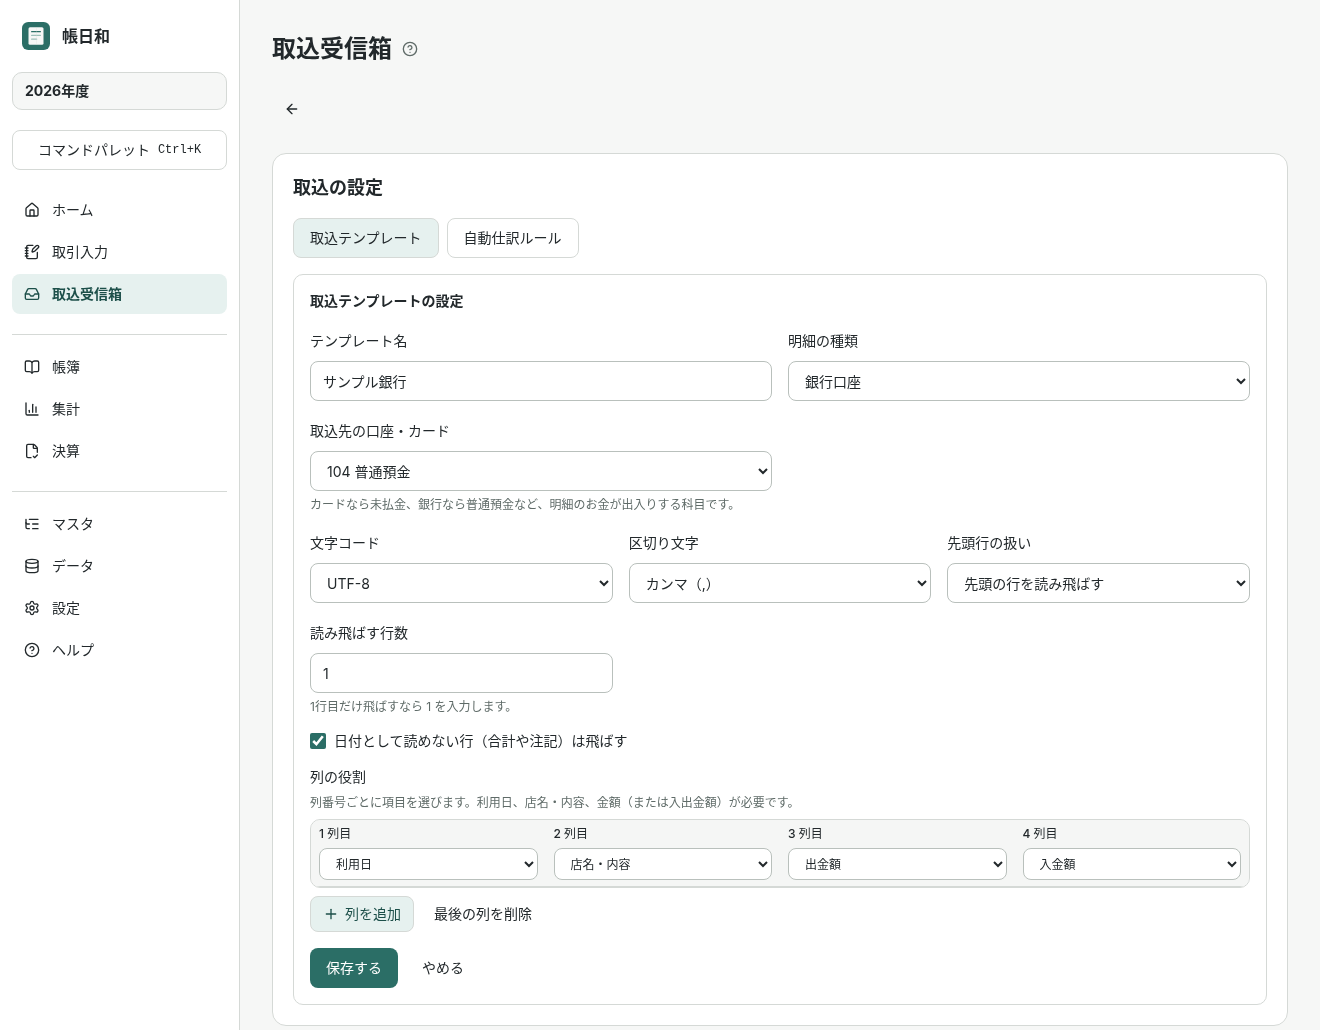 帳日和
2026年度
コマンドパレット Ctrl+K
ホーム
取引入力
取込受信箱
帳簿
集計
決算
マスタ
データ
設定
ヘルプ
取込受信箱
取込の設定
取込テンプレート 自動仕訳ルール
取込テンプレートの設定
テンプレート名 明細の種類
サンプル銀行 銀行口座
取込先の口座・カード
104 普通預金
カードなら未払金、銀行なら普通預金など、明細のお金が出入りする科目です。
文字コード 区切り文字 先頭行の扱い
UTF-8 カンマ（,） 先頭の行を読み飛ばす
読み飛ばす行数
1
1行目だけ飛ばすなら 1 を入力します。
日付として読めない行（合計や注記）は飛ばす
列の役割
列番号ごとに項目を選びます。利用日、店名・内容、金額（または入出金額）が必要です。
1 列目 2 列目 3 列目 4 列目
利用日 店名・内容 出金額 入金額
列を追加 最後の列を削除
保存する やめる